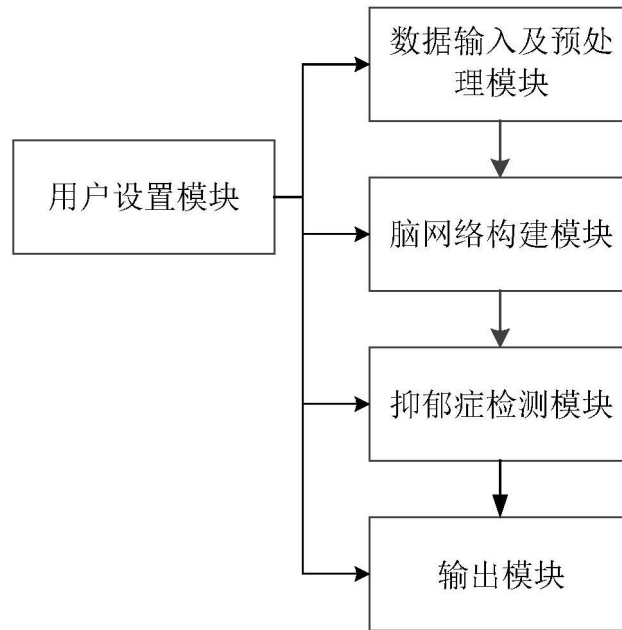 数据输入及预处
理模块
用户设置模块
脑网络构建模块
抑郁症检测模块
输出模块